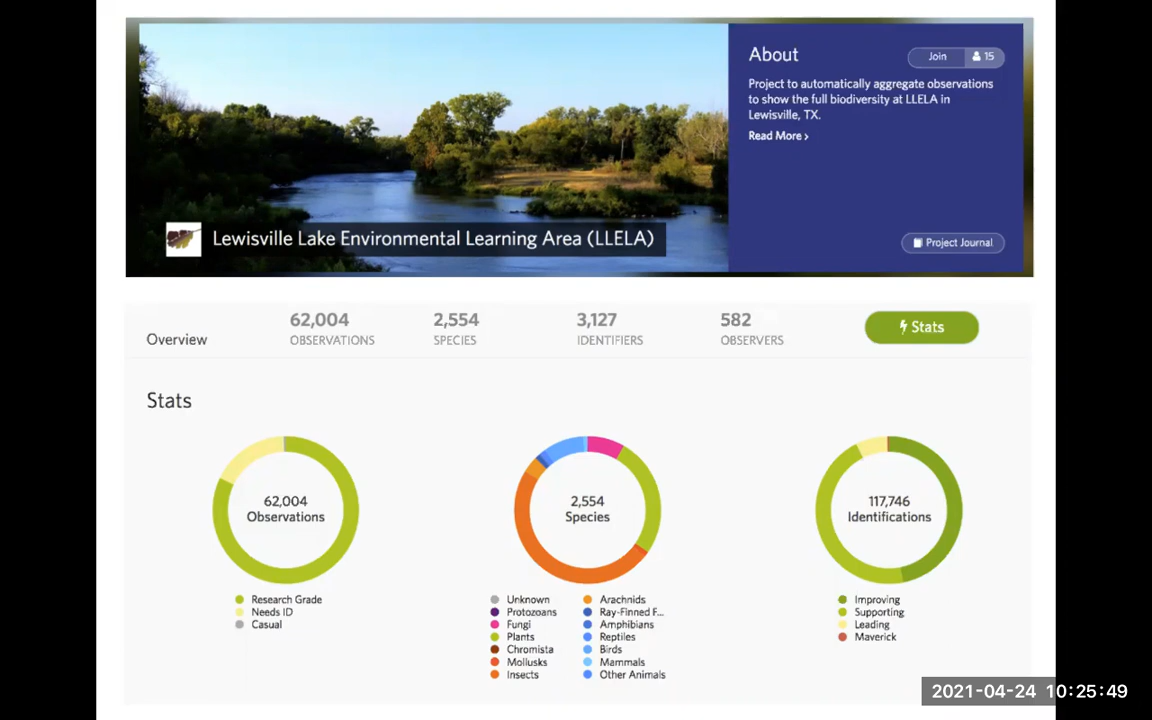 About
Join 15
Project to automatically aggregate observations
to show the full biodiversity at LLELA in
Lewisville, TX.
Read More ›
Lewisville Lake Environmental Learning Area (LLELA)
Project Journal
Overview
62,004
OBSERVATIONS
2,554
SPECIES
3,127
IDENTIFIERS
582
OBSERVERS
Stats
Stats
62,004
Observations
Research Grade
Needs ID
Casual
2,554
Species
Unknown
Protozoans
Fungi
Plants
Chromista
Mollusks
Insects
Arachnids
Ray-Finned F...
Amphibians
Reptiles
Birds
Mammals
Other Animals
117,746
Identifications
Improving
Supporting
Leading
Maverick
2021-04-24 10:25:49